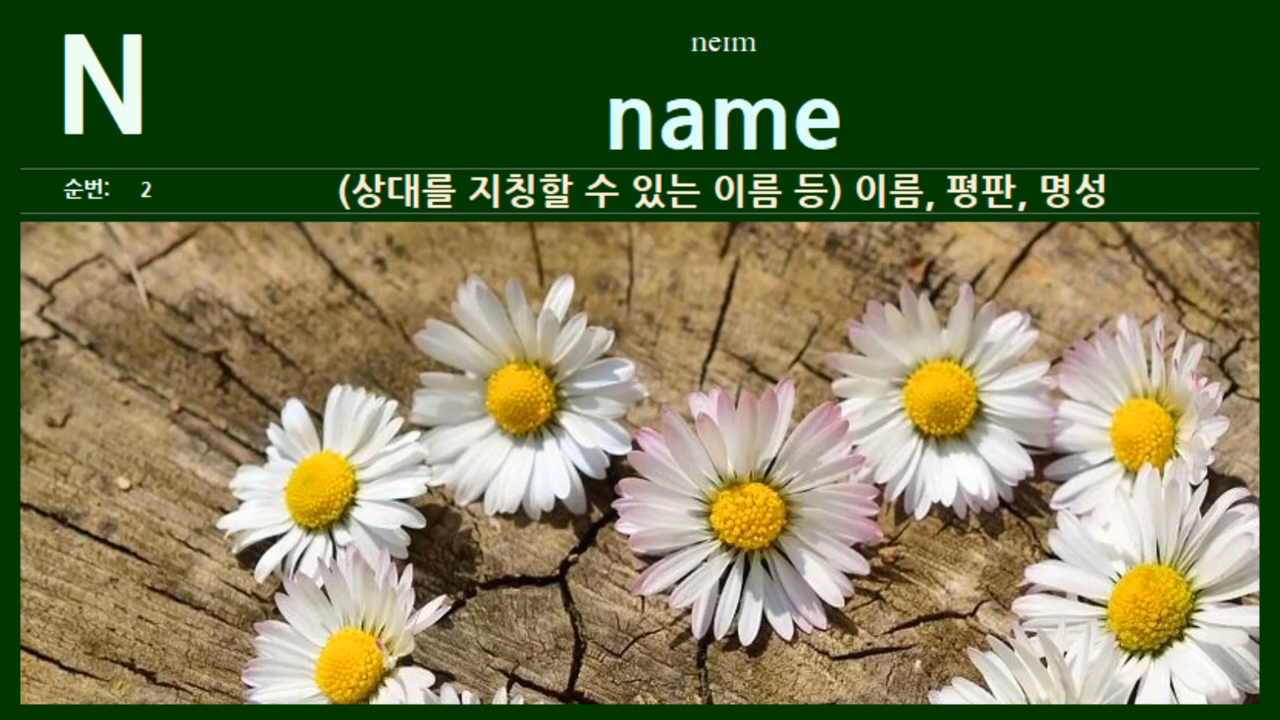 N
neɪm
name
순번: 2
(상대를 지칭할 수 있는 이름 등) 이름, 평판, 명성